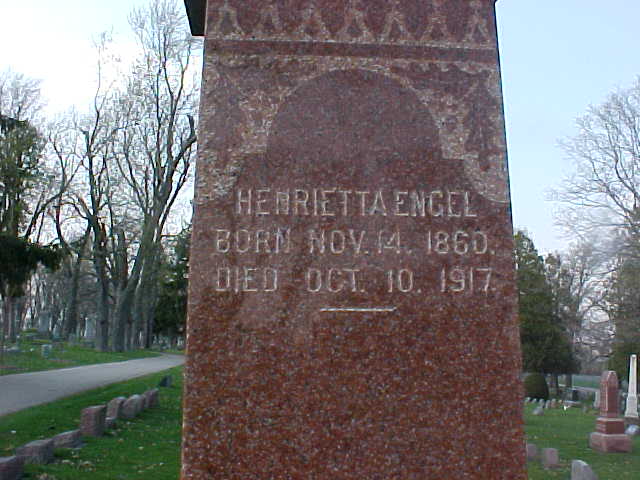 HENRIETTA ENGEL
BORN NOV. 14. 1860.
DIED OCT. 10. 1917.